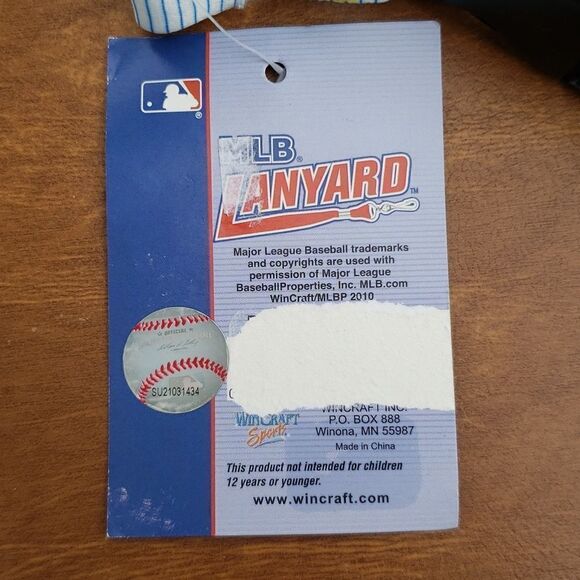 MLB®
LANYARD™
Major League Baseball trademarks
and copyrights are used with
permission of Major League
BaseballProperties, Inc. MLB.com
WinCraft/MLBP 2010
OFFICIAL
SU21031434
WINCRAFT
Sports
WINCRAFT INC.
P.O. BOX 888
Winona, MN 55987
Made in China
This product not intended for children
12 years or younger.
www.wincraft.com